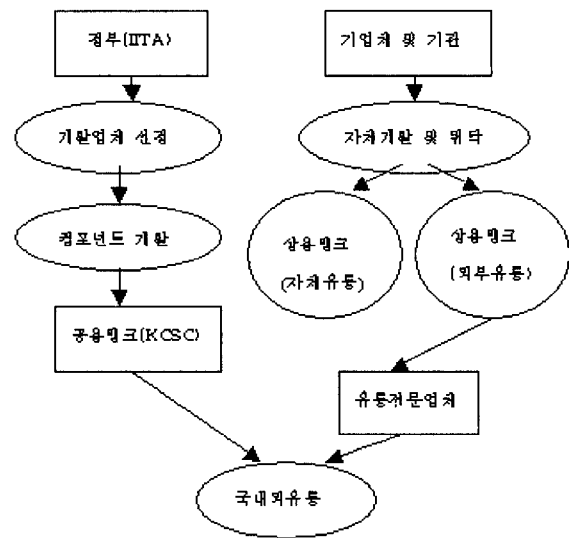 정부(IITA)
기업체 및 기관
개발업체 선정
자체개발 및 위탁
컴포넌트 개발
상용뱅크
(자체유통)
상용뱅크
(외부유통)
공용뱅크(KCSC)
유통전문업체
국내외유통